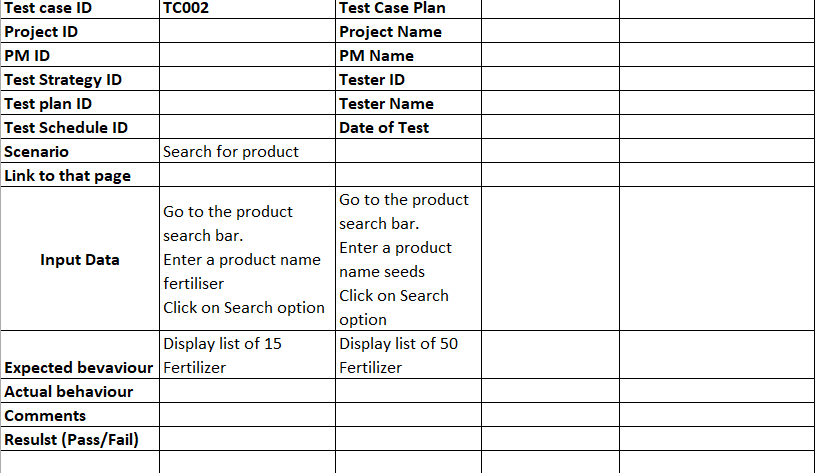 Test case ID TC002 Test Case Plan
Project ID Project Name
PM ID PM Name
Test Strategy ID Tester ID
Test plan ID Tester Name
Test Schedule ID Date of Test
Scenario Search for product
Link to that page
Input Data
Go to the product
search bar.
Enter a product name
fertiliser
Click on Search option
Go to the product
search bar.
Enter a product
name seeds
Click on Search
option
Expected bevaviour
Display list of 15
Fertilizer
Display list of 50
Fertilizer
Actual behaviour
Comments
Resulst (Pass/Fail)